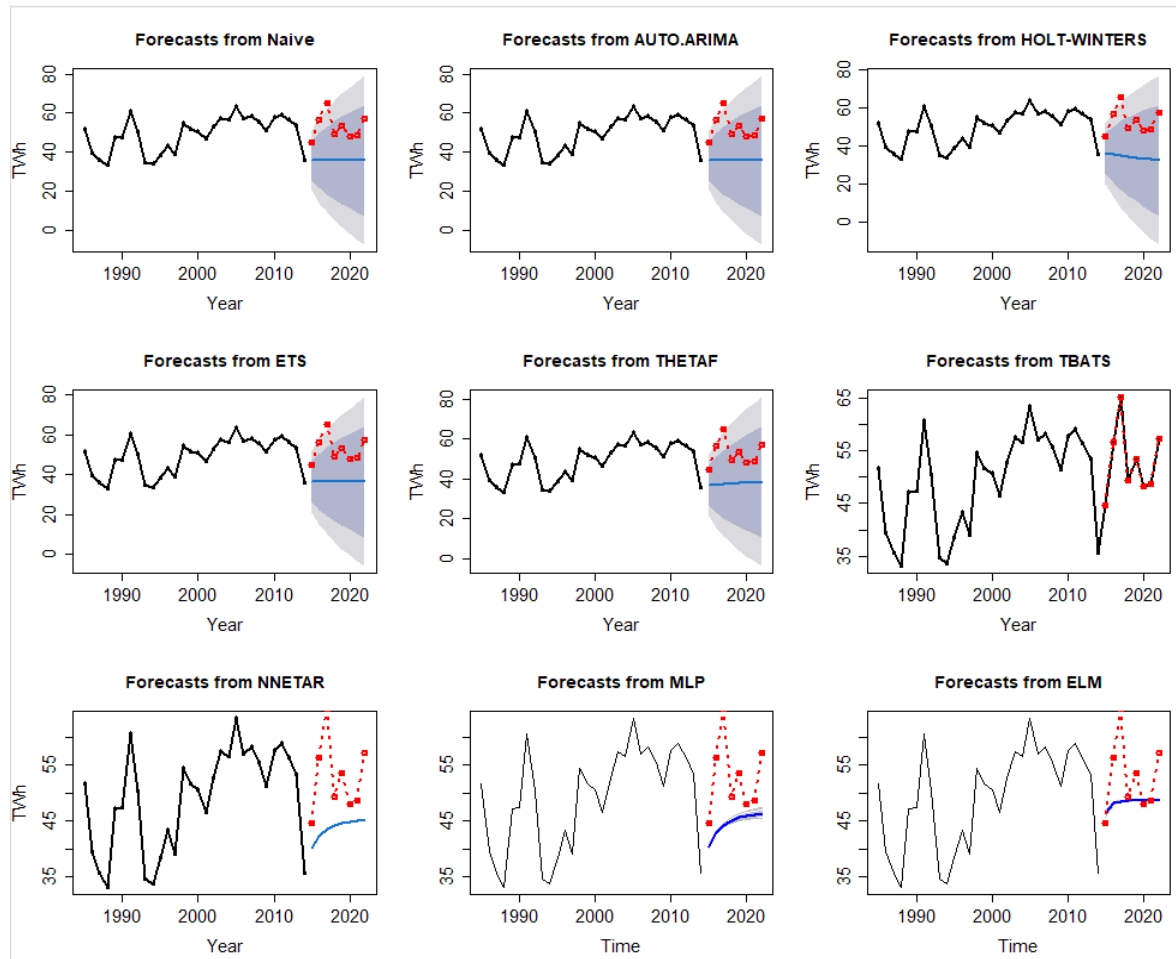 Forecasts from Naive
Forecasts from AUTO.ARIMA
Forecasts from HOLT-WINTERS
TWh
80
60
40
20
0
1990
2000
2010
2020
Year
TWh
80
60
40
20
0
1990
2000
2010
2020
Year
TWh
80
60
40
20
0
1990
2000
2010
2020
Year
Forecasts from ETS
Forecasts from THETAF
Forecasts from TBATS
TWh
80
60
40
20
0
1990
2000
2010
2020
Year
TWh
80
60
40
20
0
1990
2000
2010
2020
Year
TWh
65
55
45
35
1990
2000
2010
2020
Year
Forecasts from NNETAR
Forecasts from MLP
Forecasts from ELM
TWh
55
45
35
1990
2000
2010
2020
Year
55
45
35
1990
2000
2010
2020
Time
55
45
35
1990
2000
2010
2020
Time